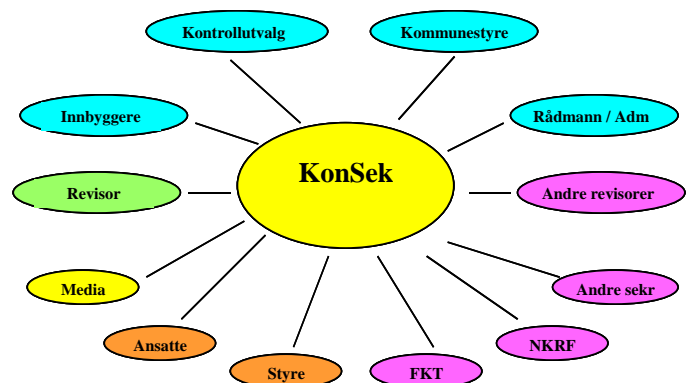 Kontrollutvalg
Kommunestyre
Innbyggere
Rådmann / Adm
KonSek
Revisor
Andre revisorer
Media
Andre sekr
Ansatte
NKRF
Styre
FKT